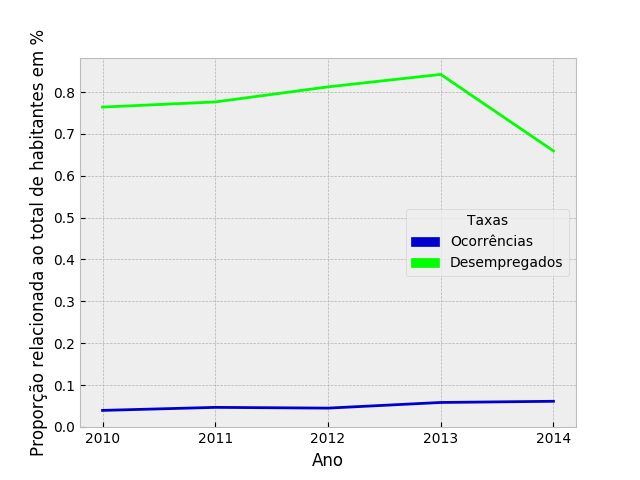 Proporção relacionada ao total de habitantes em %
0.8
0.7
0.6
0.5
0.4
0.3
0.2
0.1
0.0
Taxas
Ocorrências
Desempregados
2010 2011 2012 2013 2014
Ano